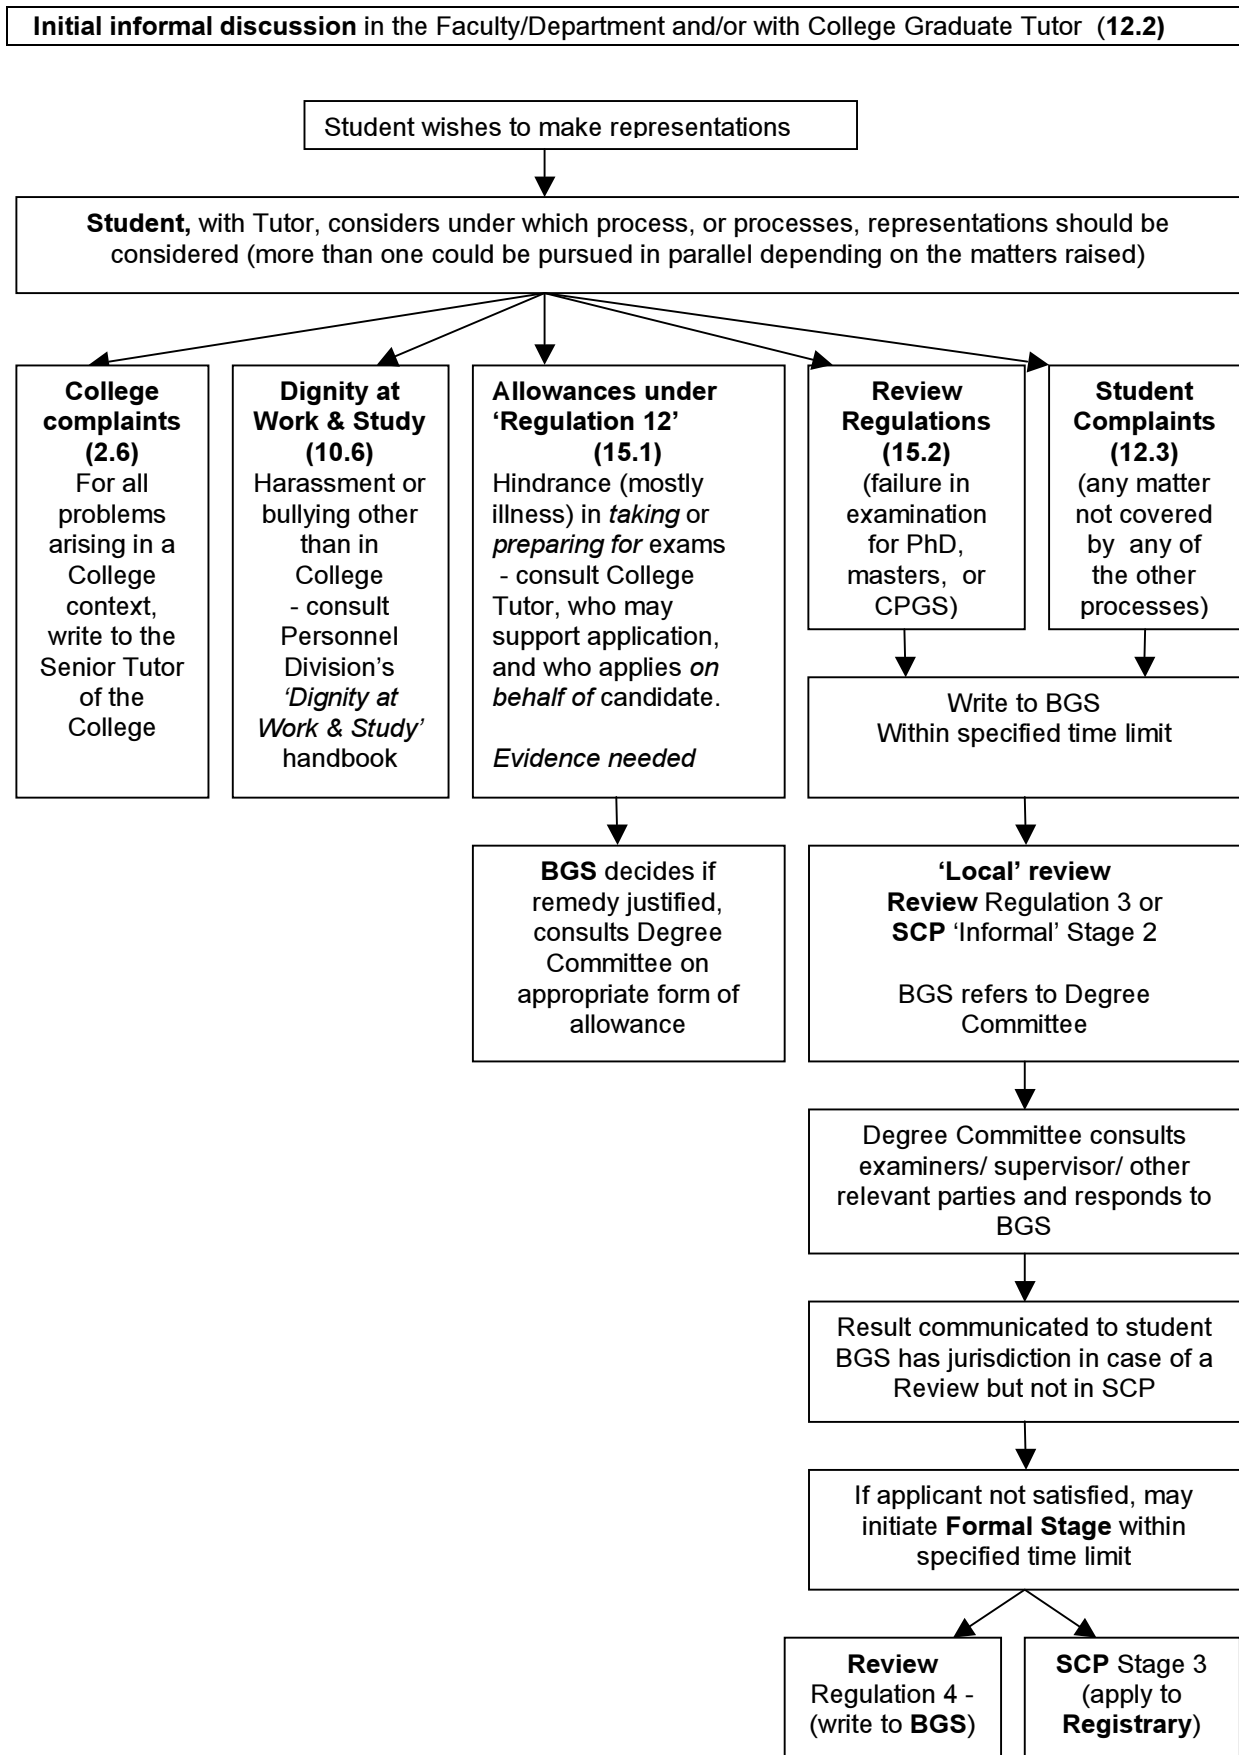 Initial informal discussion in the Faculty/Department and/or with College Graduate Tutor (12.2)
Student wishes to make representations
Student, with Tutor, considers under which process, or processes, representations should be
considered (more than one could be pursued in parallel depending on the matters raised)
College
complaints
(2.6)
For all
problems
arising in a
College
context,
write to the
Senior Tutor
of the
College
Dignity at
Work & Study
(10.6)
Harassment or
bullying other
than in
College
- consult
Personnel
Division’s
‘Dignity at
Work & Study’
handbook
Allowances under
‘Regulation 12’
(15.1)
Hindrance (mostly
illness) in taking or
preparing for exams
- consult College
Tutor, who may
support application,
and who applies on
behalf of candidate.
Evidence needed
Review
Regulations
(15.2)
(failure in
examination
for PhD,
masters, or
CPGS)
Student
Complaints
(12.3)
(any matter
not covered
by any of
the other
processes)
Write to BGS
Within specified time limit
BGS decides if
remedy justified,
consults Degree
Committee on
appropriate form of
allowance
‘Local’ review
Review Regulation 3 or
SCP ‘Informal’ Stage 2
BGS refers to Degree
Committee
Degree Committee consults
examiners/ supervisor/ other
relevant parties and responds to
BGS
Result communicated to student
BGS has jurisdiction in case of a
Review but not in SCP
If applicant not satisfied, may
initiate Formal Stage within
specified time limit
Review
Regulation 4 -
(write to BGS)
SCP Stage 3
(apply to
Registrary)